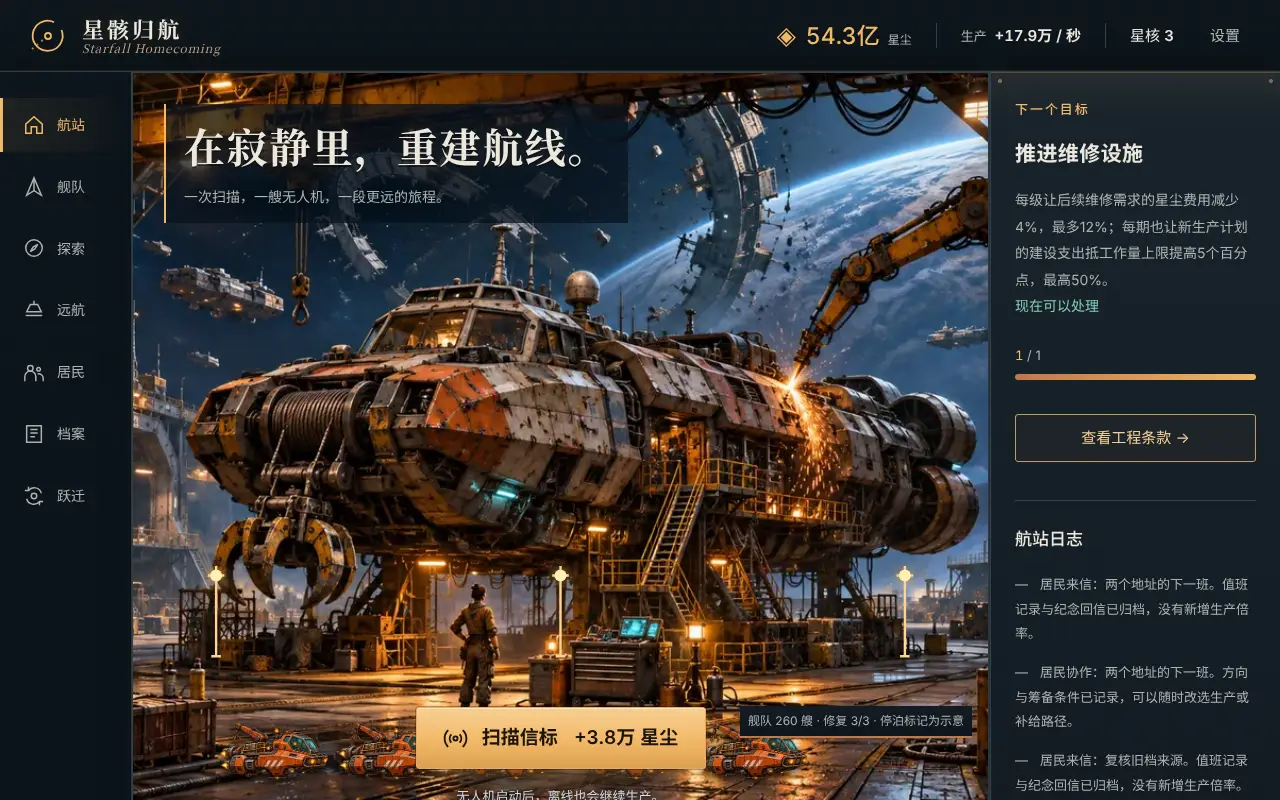 星骸归航
Starfall Homecoming
54.3亿 星尘
生产 +17.9万 / 秒
星核 3
设置
航站
舰队
探索
远航
居民
档案
跃迁
在寂静里，重建航线。
一次扫描，一艘无人机，一段更远的旅程。
舰队 260 艘 · 修复 3/3 · 停泊标记为示意
扫描信标 +3.8万 星尘
无人机启动后，离线也会继续生产。
下一个目标
推进维修设施
每级让后续维修需求的星尘费用减少
4%，最多12%；每期也让新生产计划
的建设支出抵工作量上限提高5个百分
点，最高50%。
现在可以处理
1 / 1
查看工程条款 →
航站日志
— 居民来信：两个地址的下一班。值班
记录与纪念回信已归档，没有新增生产倍
率。
— 居民协作：两个地址的下一班。方向
与筹备条件已记录，可以随时改选生产或
补给路径。
— 居民来信：复核旧档来源。值班记录
与纪念回信已归档，没有新增生产倍率。